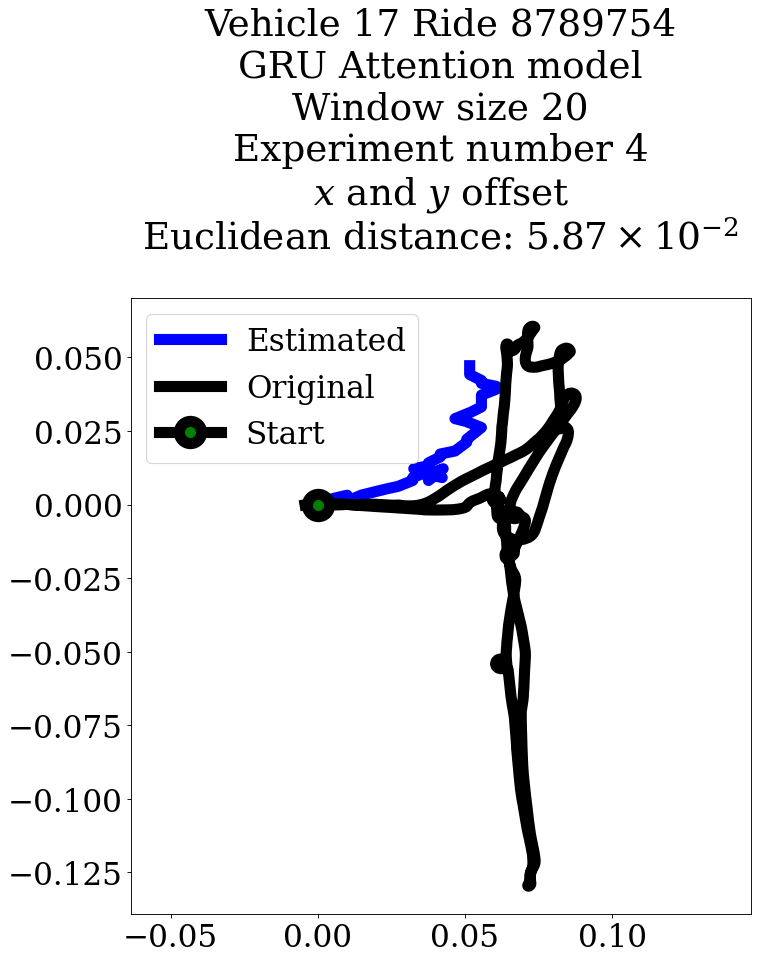 Vehicle 17 Ride 8789754
GRU Attention model
Window size 20
Experiment number 4
x and y offset
Euclidean distance: 5.87 × 10⁻²
Estimated
Original
Start
0.050
0.025
0.000
−0.025
−0.050
−0.075
−0.100
−0.125
−0.05 0.00 0.05 0.10